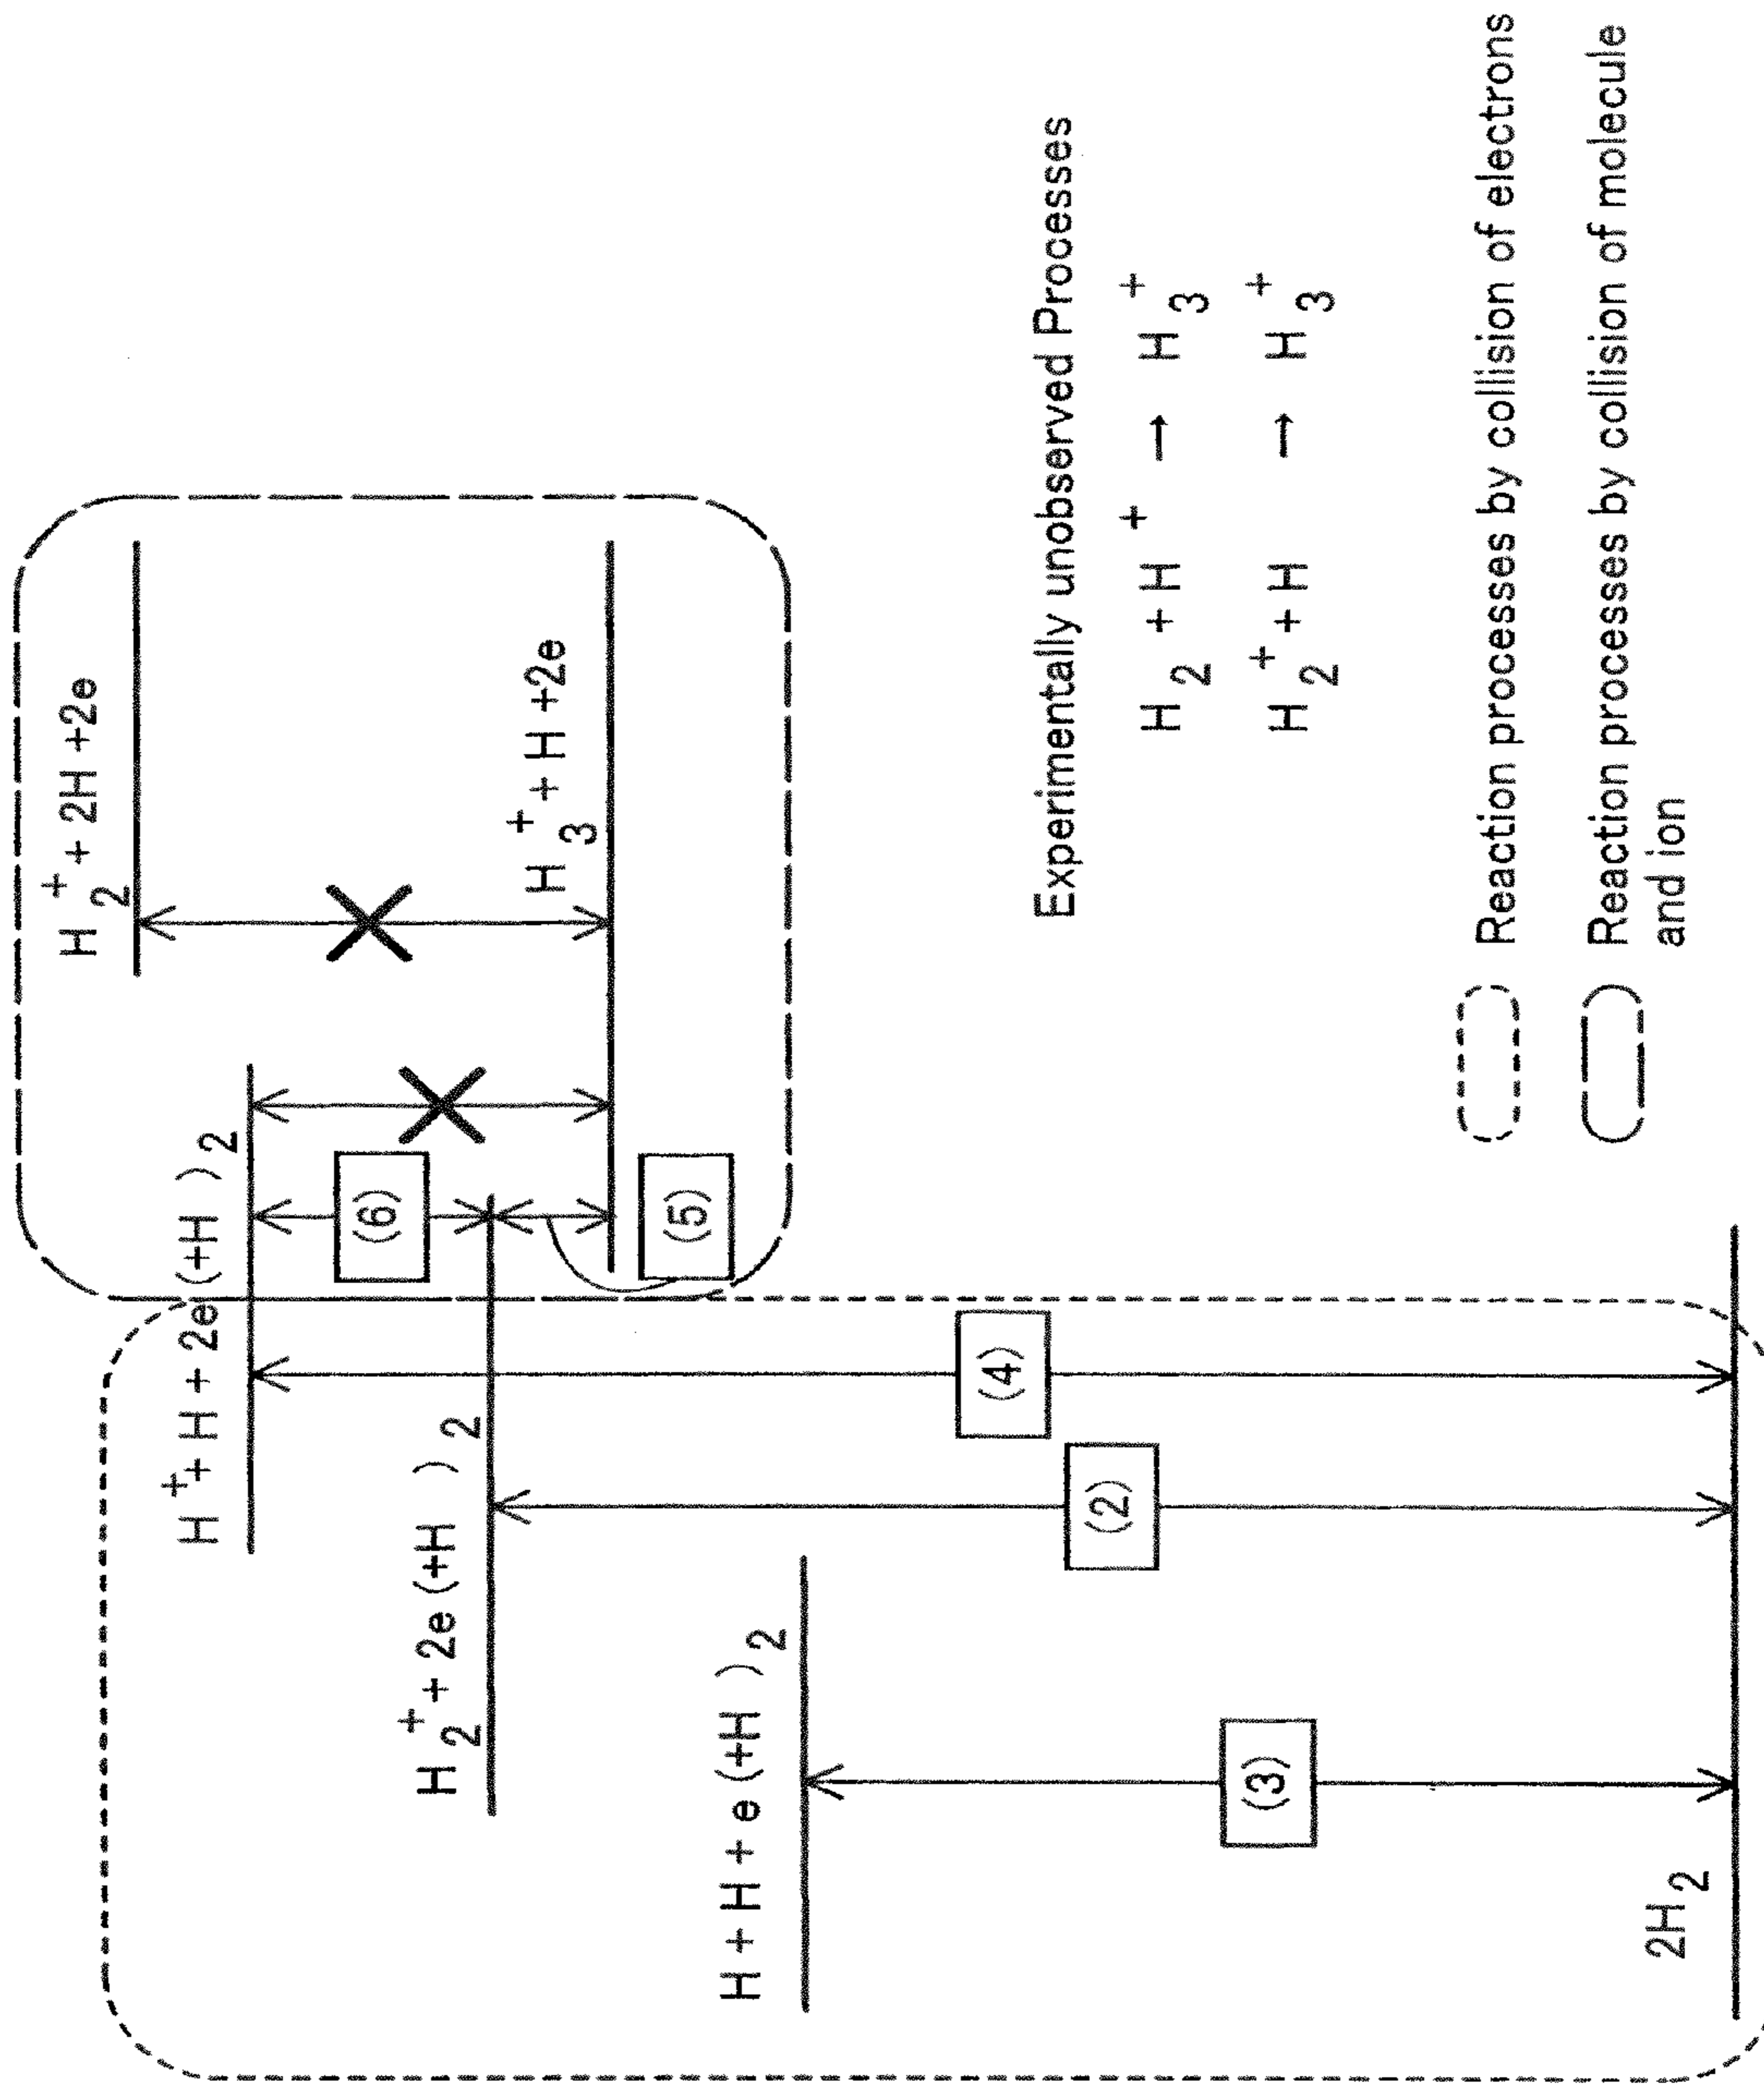 H₂⁺ + 2H + 2e
H⁺ + H + 2e (+H₂)
(6)
H₃⁺ + H + 2e
H₂⁺ + 2e (+H₂)
(5)
H + H + e (+H₂)
(4)
(2)
(3)
2H₂
Experimentally unobserved Processes
H₂ + H⁺ → H₃⁺
H₂⁺ + H → H₃⁺
Reaction processes by collision of electrons
Reaction processes by collision of molecule
and ion